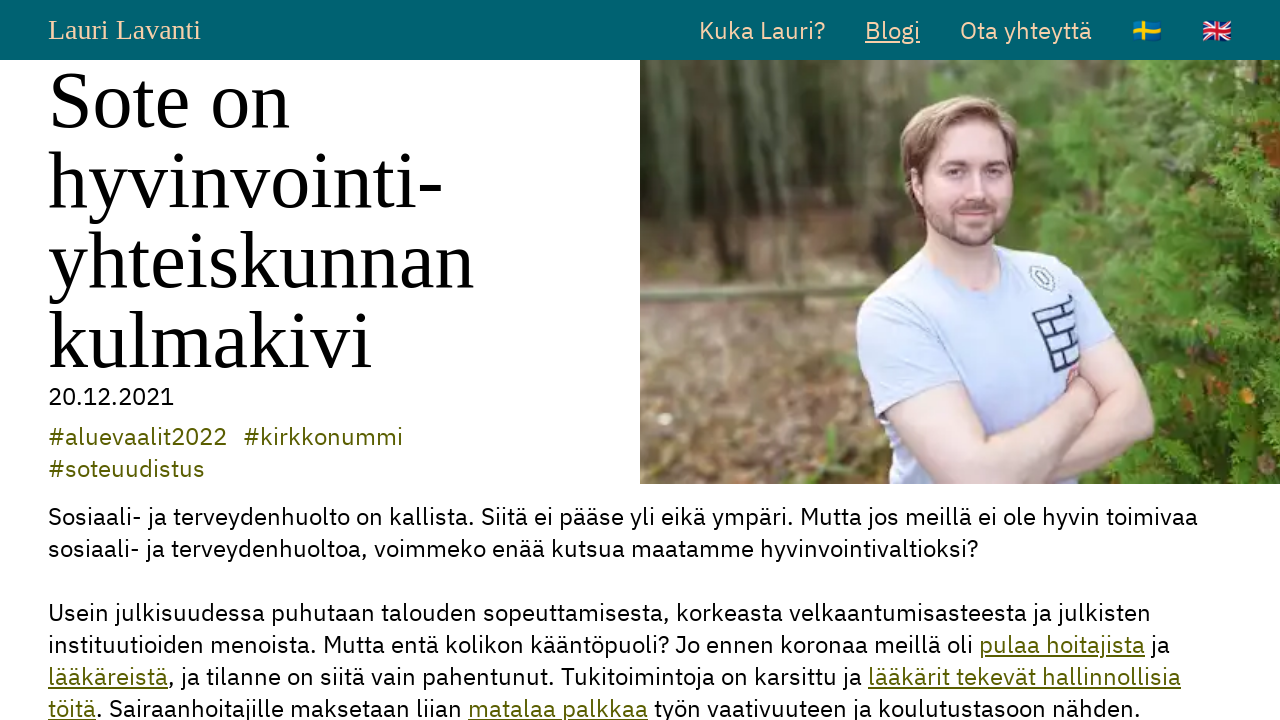 Lauri Lavanti
Kuka Lauri? Blogi Ota yhteyttä
Sote on
hyvinvointi-
yhteiskunnan
kulmakivi
20.12.2021
#aluevaalit2022 #kirkkonummi
#soteuudistus
Sosiaali- ja terveydenhuolto on kallista. Siitä ei pääse yli eikä ympäri. Mutta jos meillä ei ole hyvin toimivaa
sosiaali- ja terveydenhuoltoa, voimmeko enää kutsua maatamme hyvinvointivaltioksi?
Usein julkisuudessa puhutaan talouden sopeuttamisesta, korkeasta velkaantumisasteesta ja julkisten
instituutioiden menoista. Mutta entä kolikon kääntöpuoli? Jo ennen koronaa meillä oli pulaa hoitajista ja
lääkäreistä, ja tilanne on siitä vain pahentunut. Tukitoimintoja on karsittu ja lääkärit tekevät hallinnollisia
töitä. Sairaanhoitajille maksetaan liian matalaa palkkaa työn vaativuuteen ja koulutustasoon nähden.